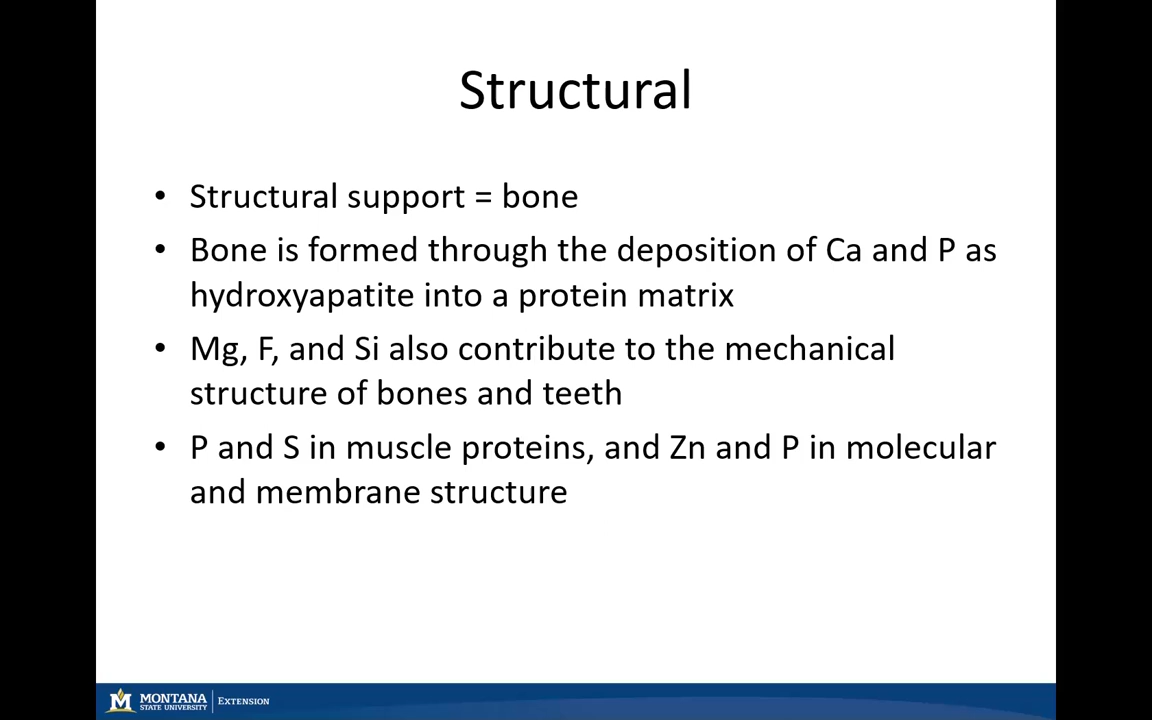 Structural
• Structural support = bone
• Bone is formed through the deposition of Ca and P as
hydroxyapatite into a protein matrix
• Mg, F, and Si also contribute to the mechanical
structure of bones and teeth
• P and S in muscle proteins, and Zn and P in molecular
and membrane structure
M MONTANA
STATE UNIVERSITY
EXTENSION